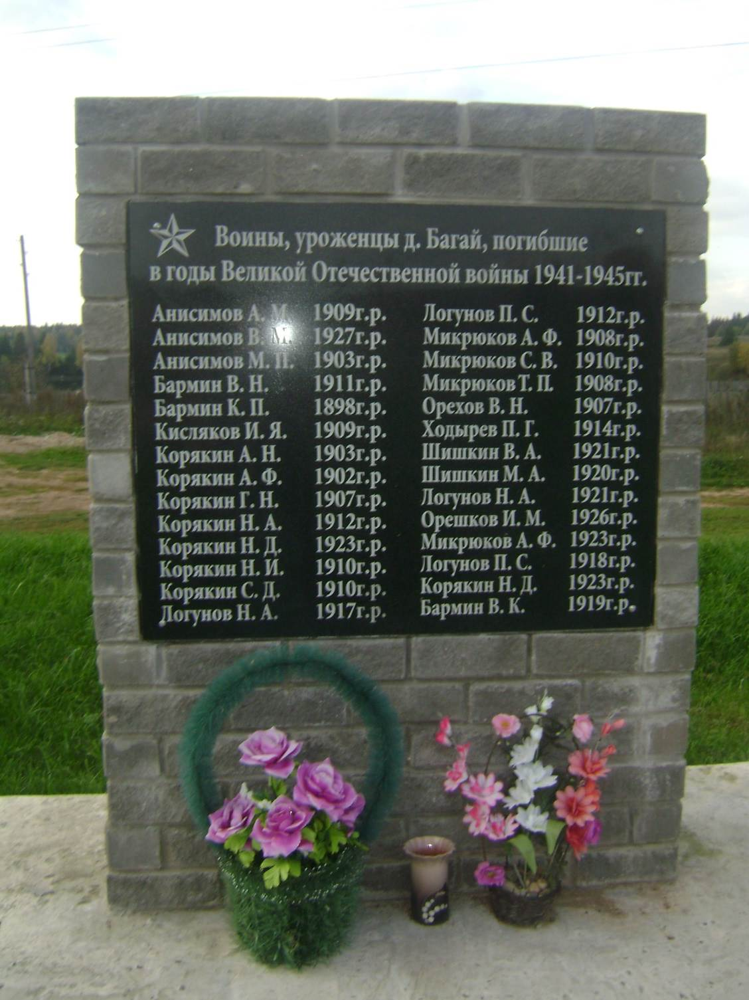 Воины, уроженцы д. Багай, погибшие
в годы Великой Отечественной войны 1941-1945гг.
Анисимов А. М. 1909г.р.
Анисимов В. М. 1927г.р.
Анисимов М. П. 1903г.р.
Бармин В. Н. 1911г.р.
Бармин К. П. 1898г.р.
Кисляков И. Я. 1909г.р.
Корякин А. Н. 1903г.р.
Корякин А. Ф. 1902г.р.
Корякин Г. Н. 1907г.р.
Корякин Н. А. 1912г.р.
Корякин Н. Д. 1923г.р.
Корякин Н. И. 1910г.р.
Корякин С. Д. 1910г.р.
Логунов Н. А. 1917г.р.
Логунов П. С. 1912г.р.
Микрюков А. Ф. 1908г.р.
Микрюков С. В. 1910г.р.
Микрюков Т. П. 1908г.р.
Орехов В. Н. 1907г.р.
Ходырев П. Г. 1914г.р.
Шишкин В. А. 1921г.р.
Шишкин М. А. 1920г.р.
Логунов Н. А. 1921г.р.
Орешков И. М. 1926г.р.
Микрюков А. Ф. 1923г.р.
Логунов П. С. 1918г.р.
Корякин Н. Д. 1923г.р.
Бармин В. К. 1919г.р.